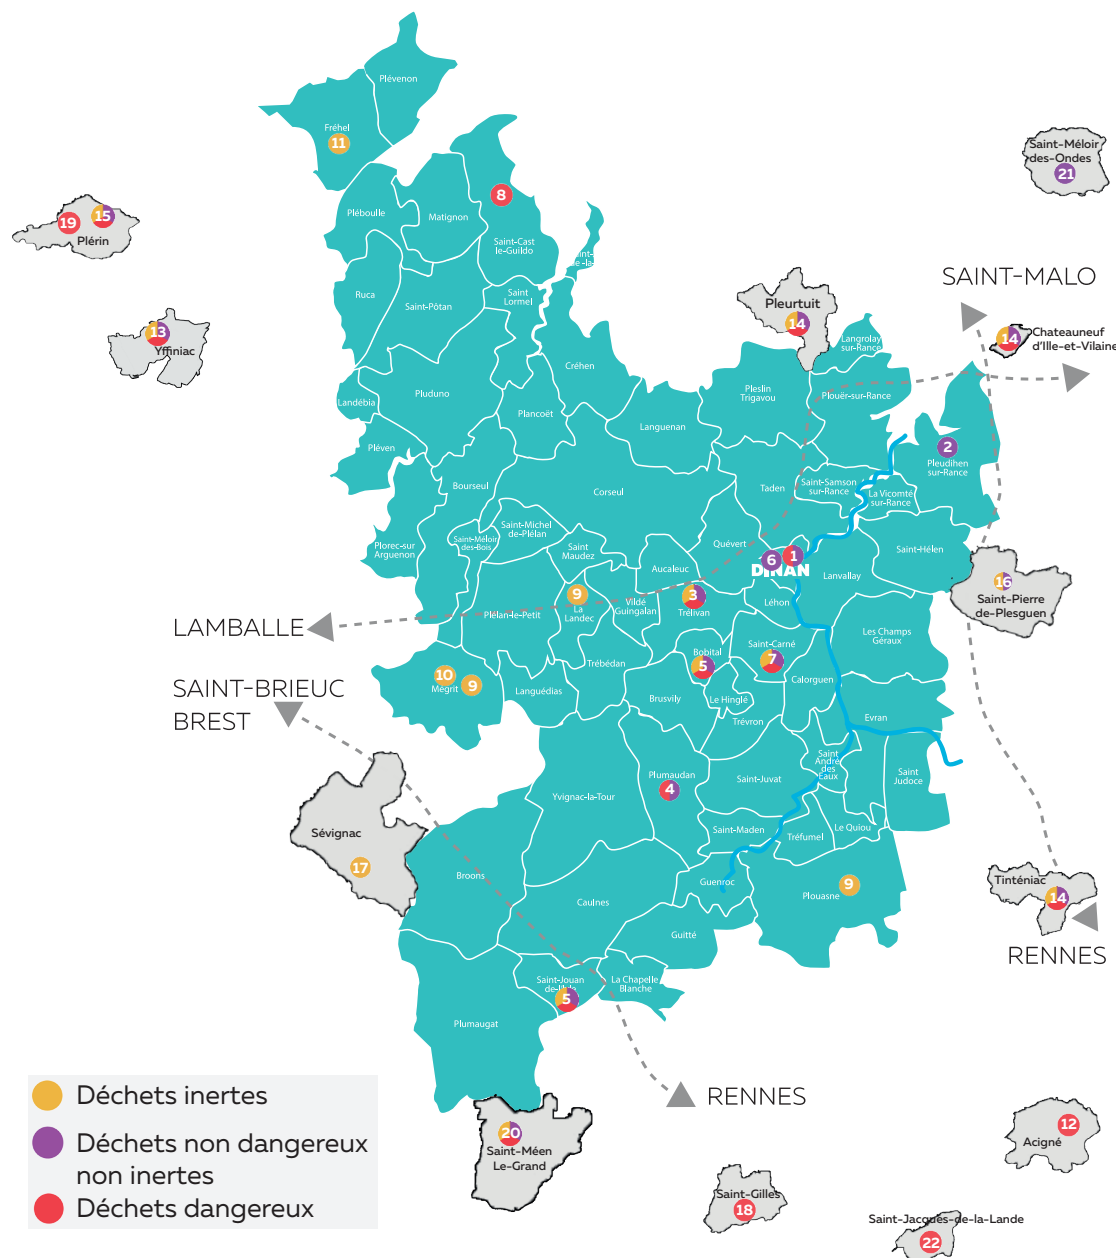 Plévenon
Fréhel
11
Saint-Méloir
des-Ondes
21
8
Pléboulle
Matignon
19
15
Plérin
Saint-Cast
le-Guildo
SAINT-MALO
Ruca
Saint-Pôtan
Saint
Lormel
Pleurtuit
14
13
Yffiniac
14
Chateauneuf
d'Ille-et-Vilaine
Langrolay
sur-Rance
Créhen
Pleslin
Trigavou
Plouër-sur-Rance
Landébia
Pluduno
Plancoët
Languenan
Pléven
2
Pleudihen
sur-Rance
Bourseul
Corseul
Taden
Saint-Samson
sur-Rance
La Vicomté
sur-Rance
Saint-Michel
de-Plélan
Saint-Méloir
des-Bois
Saint
Maudez
Quévert
Plorec-sur
Arguenon
Saint-Hélen
6
1
DINAN
Aucaleuc
Lanvallay
16
Saint-Pierre
de-Plesguen
9
La
Landec
Vildé
Guingalan
3
Trélivan
Léhon
Plélan-le-Petit
LAMBALLE
Les Champs
Géraux
Saint-Carné
7
Bobital
5
Trébédan
10
Mégrit
9
Languédias
Calorguen
SAINT-BRIEUC
BREST
Brusvily
Le Hinglé
Trévron
Evran
Saint
André
des
Eaux
Saint
Judoce
Plumaudan
4
Saint-Juvat
Yvignac-la-Tour
Sévignac
17
Saint-Maden
Tréfumel
Le Quiou
Broons
Guenroc
Plouasne
9
Tinténiac
14
Caulnes
Guitté
RENNES
Saint-Jouan
de-l'Isle
5
La Chapelle
Blanche
Plumaugat
RENNES
Déchets inertes
Déchets non dangereux
non inertes
Déchets dangereux
20
Saint-Méen
Le-Grand
12
Acigné
Saint-Gilles
18
Saint-Jacques-de-la-Lande
22